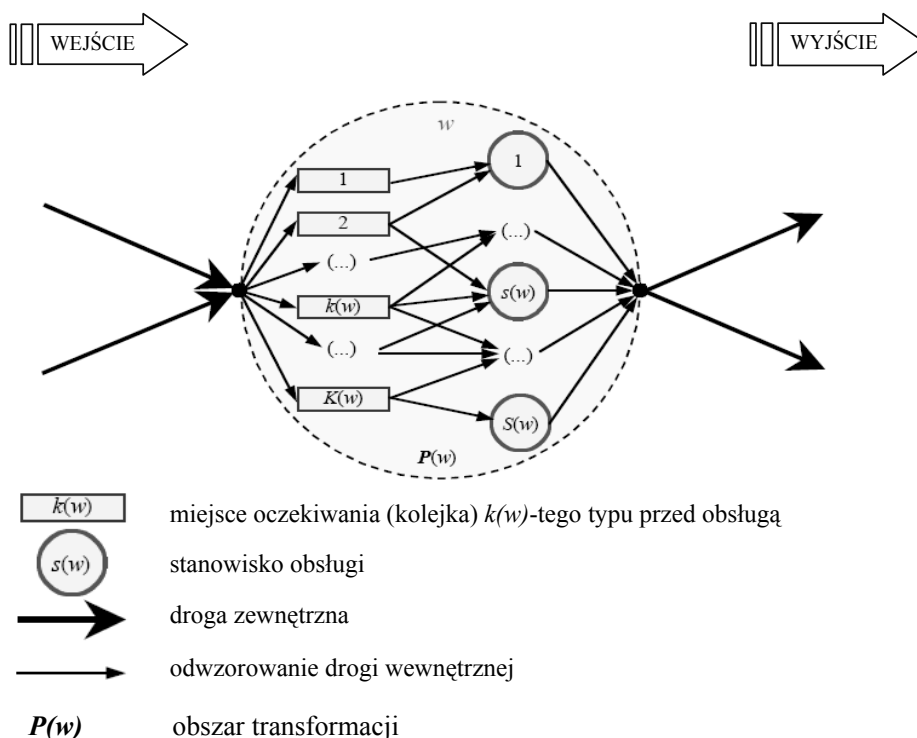 WEJŚCIE
WYJŚCIE
w
1
1
2
(...)
(...)
k(w)
s(w)
(...)
(...)
K(w)
S(w)
P(w)
k(w) miejsce oczekiwania (kolejka) k(w)-tego typu przed obsługą
s(w) stanowisko obsługi
droga zewnętrzna
odwzorowanie drogi wewnętrznej
P(w) obszar transformacji